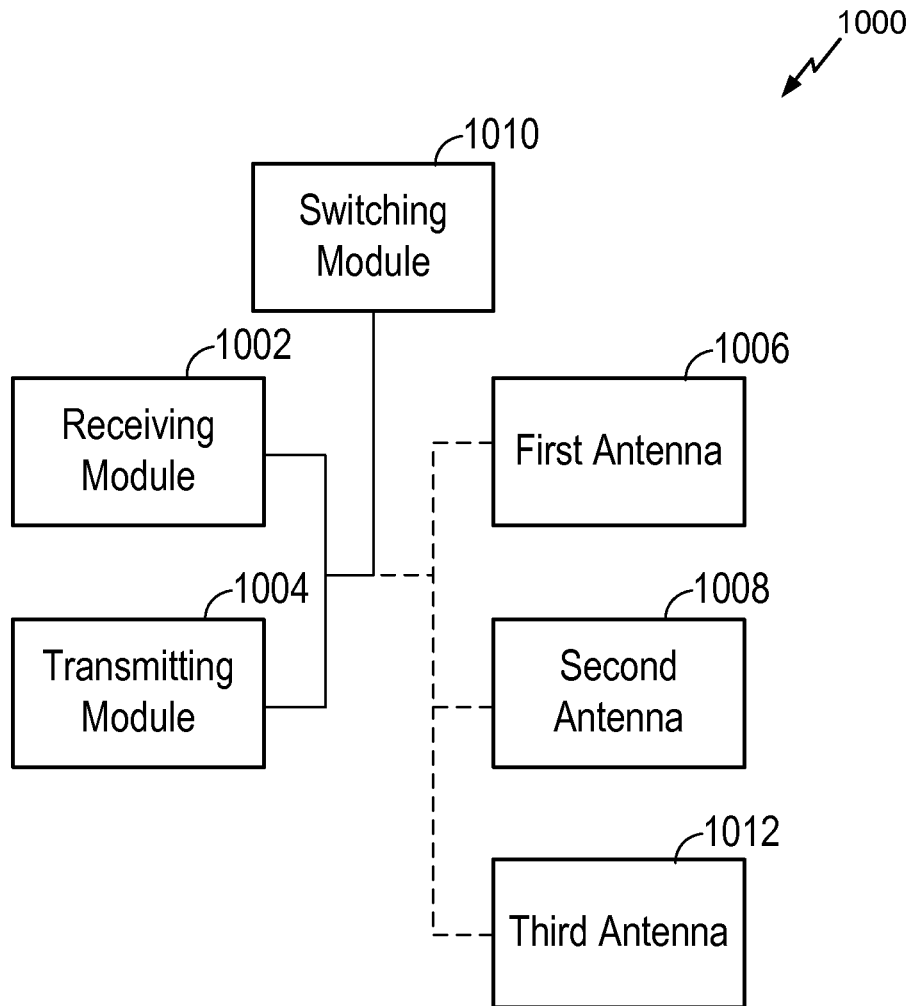 1000
1010
Switching
Module
1002
Receiving
Module
1006
First Antenna
1004
Transmitting
Module
1008
Second
Antenna
1012
Third Antenna